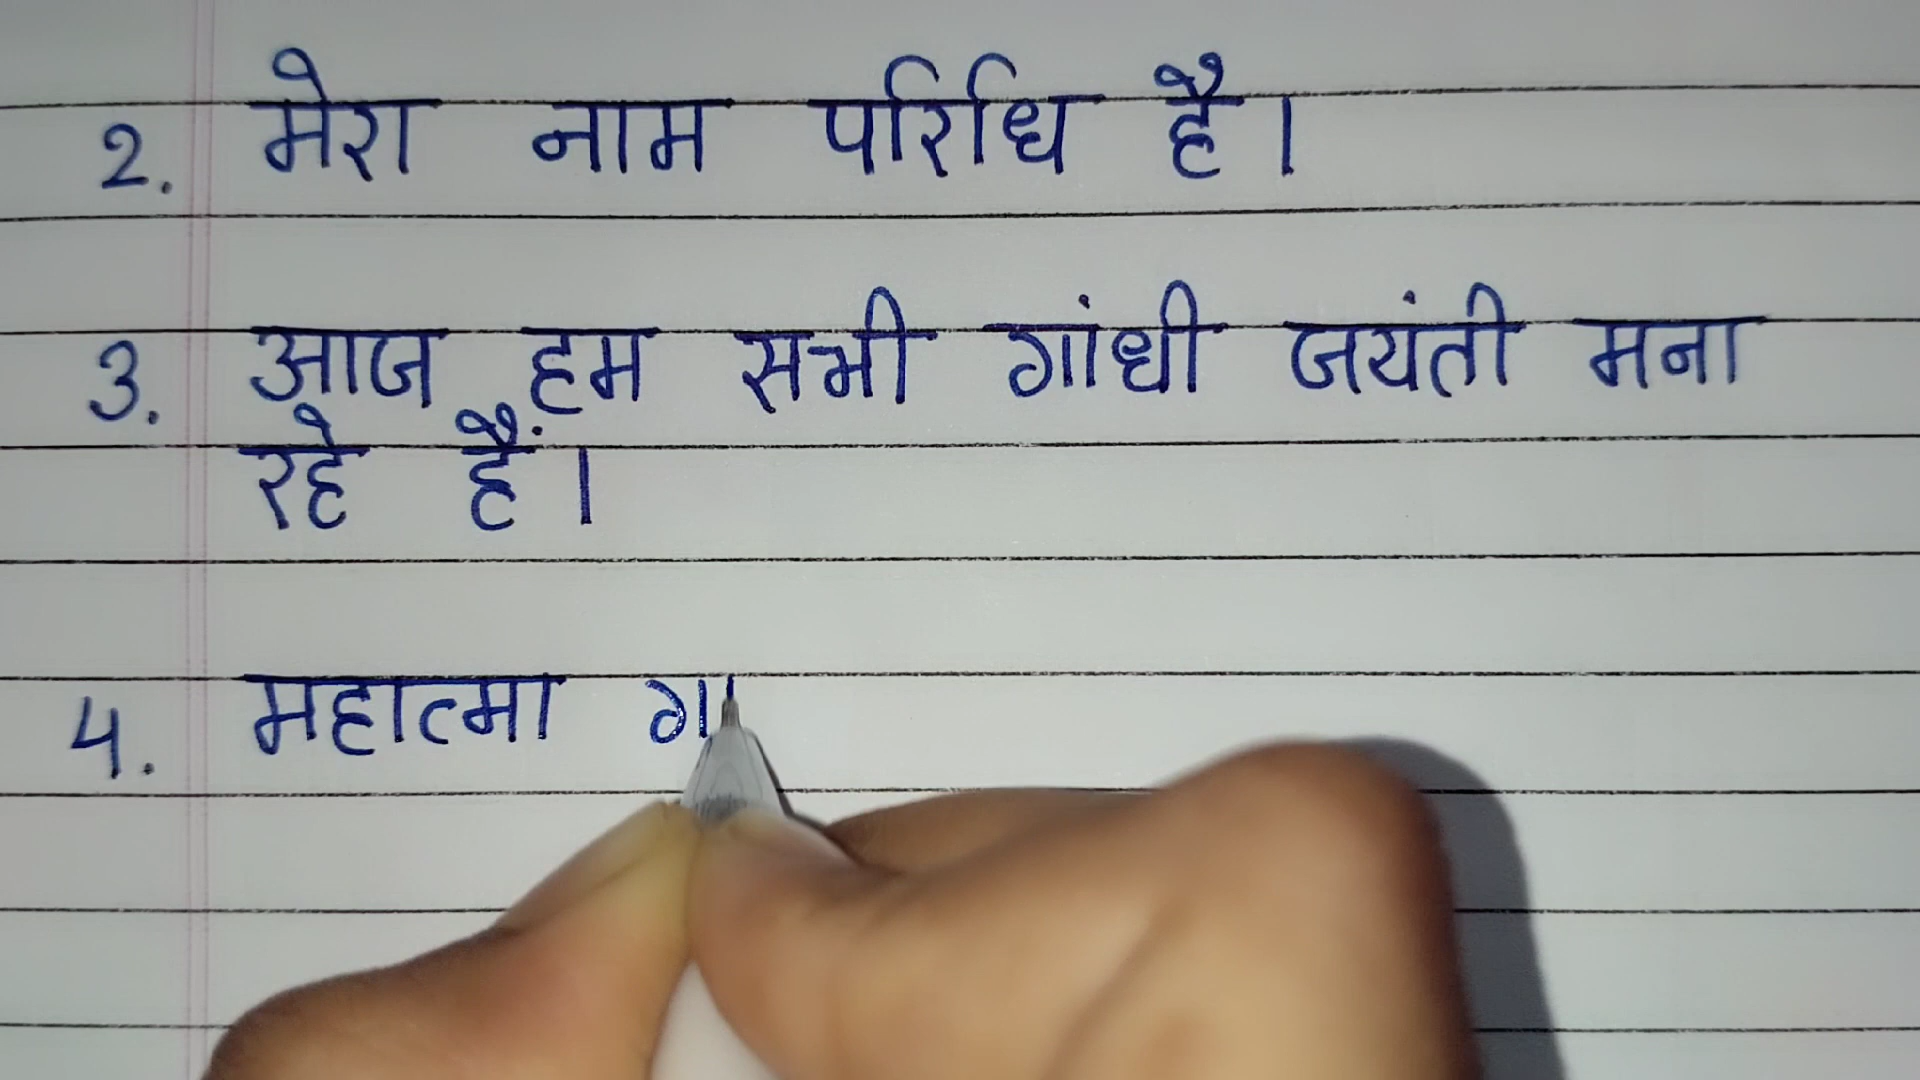 2. मेरा नाम परिधि है।
3. आज हम सभी गांधी जयंती मना
रहे हैं।
4. महात्मा गा